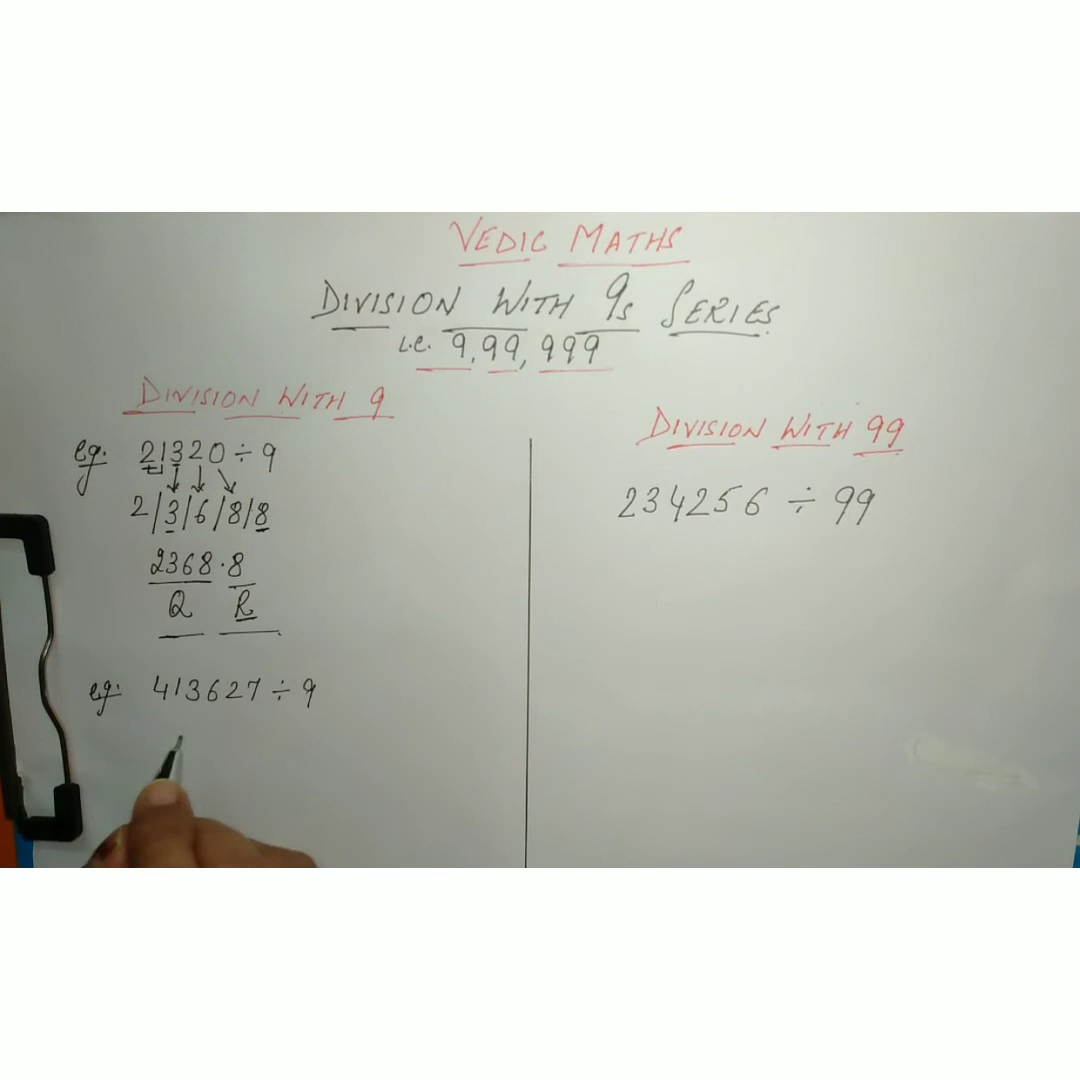 VEDIC MATHS
DIVISION WITH 9s SERIES
i.e. 9, 99, 999
DIVISION WITH 9
eg. 21320 ÷ 9
2/3/6/8/8
2368.8
Q R
eg. 413627 ÷ 9
DIVISION WITH 99
234256 ÷ 99